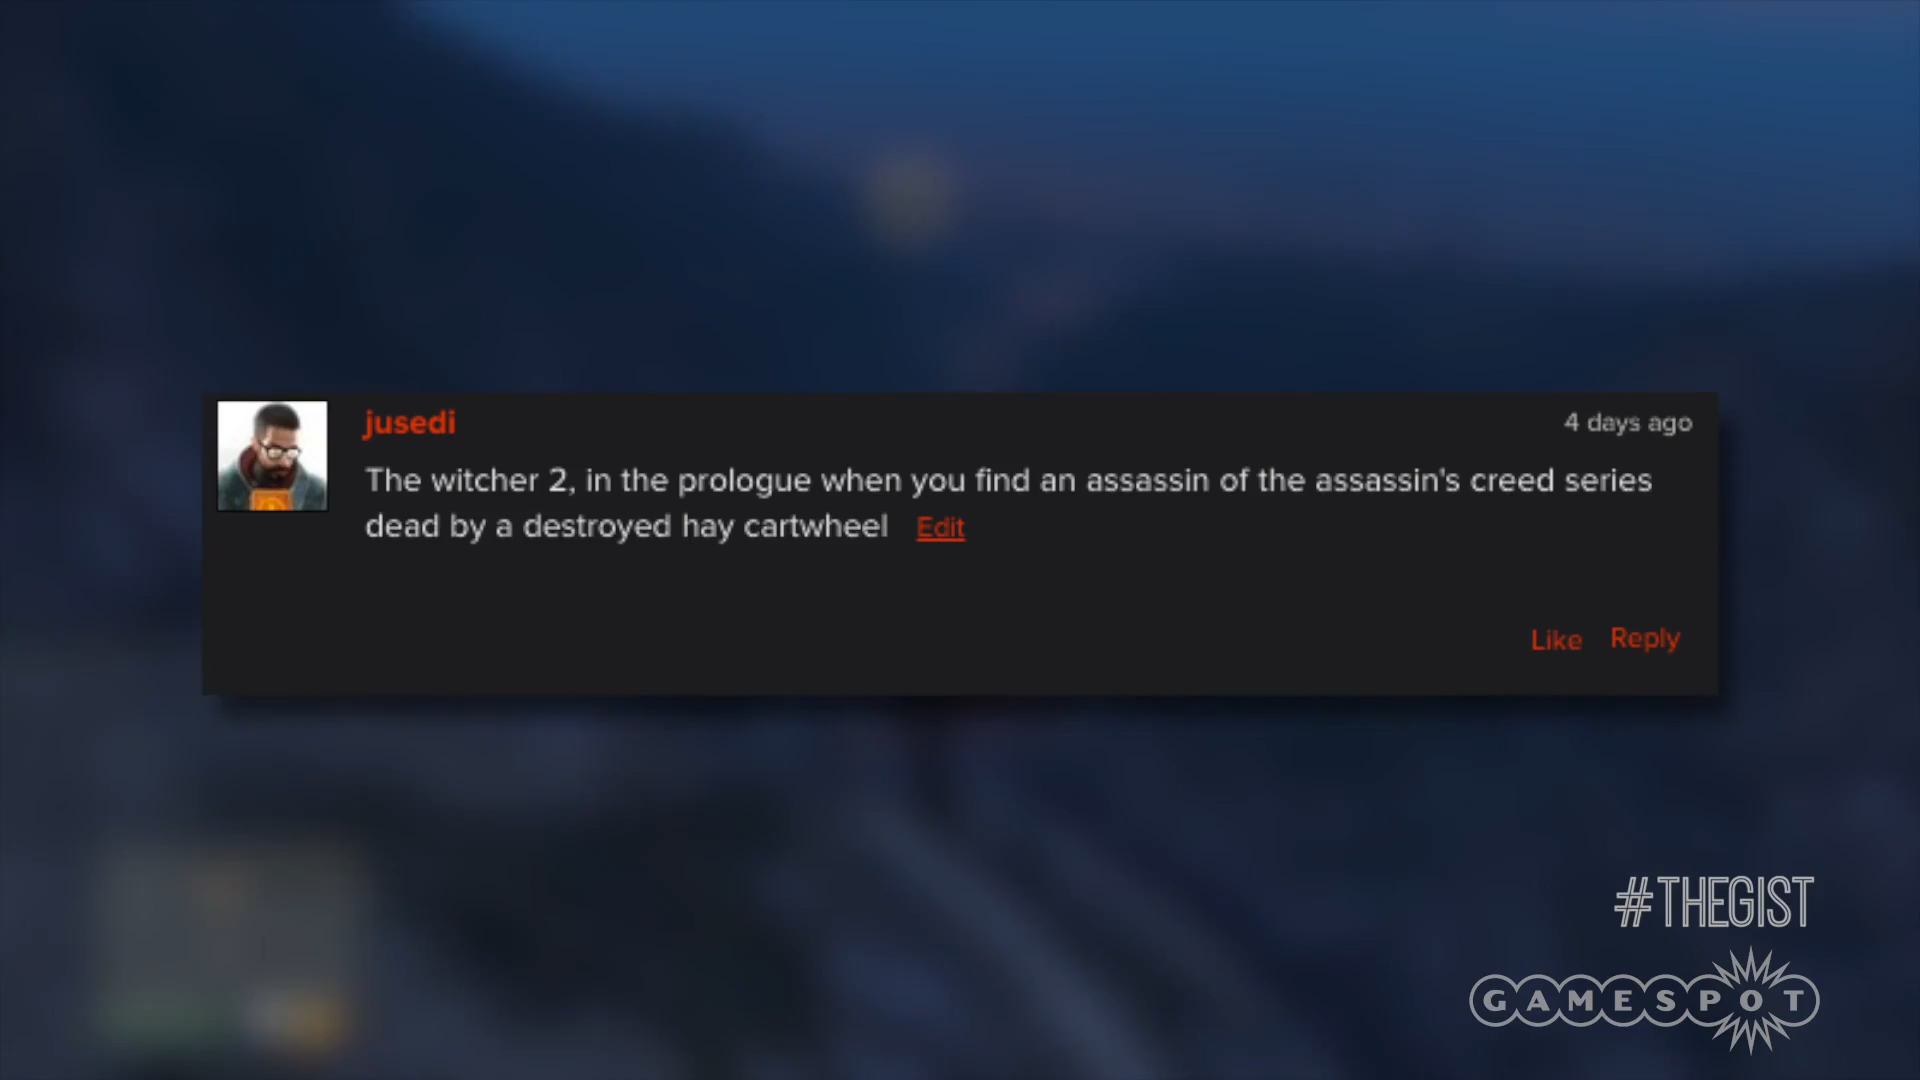 jusedi
4 days ago
The witcher 2, in the prologue when you find an assassin of the assassin's creed series
dead by a destroyed hay cartwheel Edit
Like Reply
#THEGIST
GAMESPOT